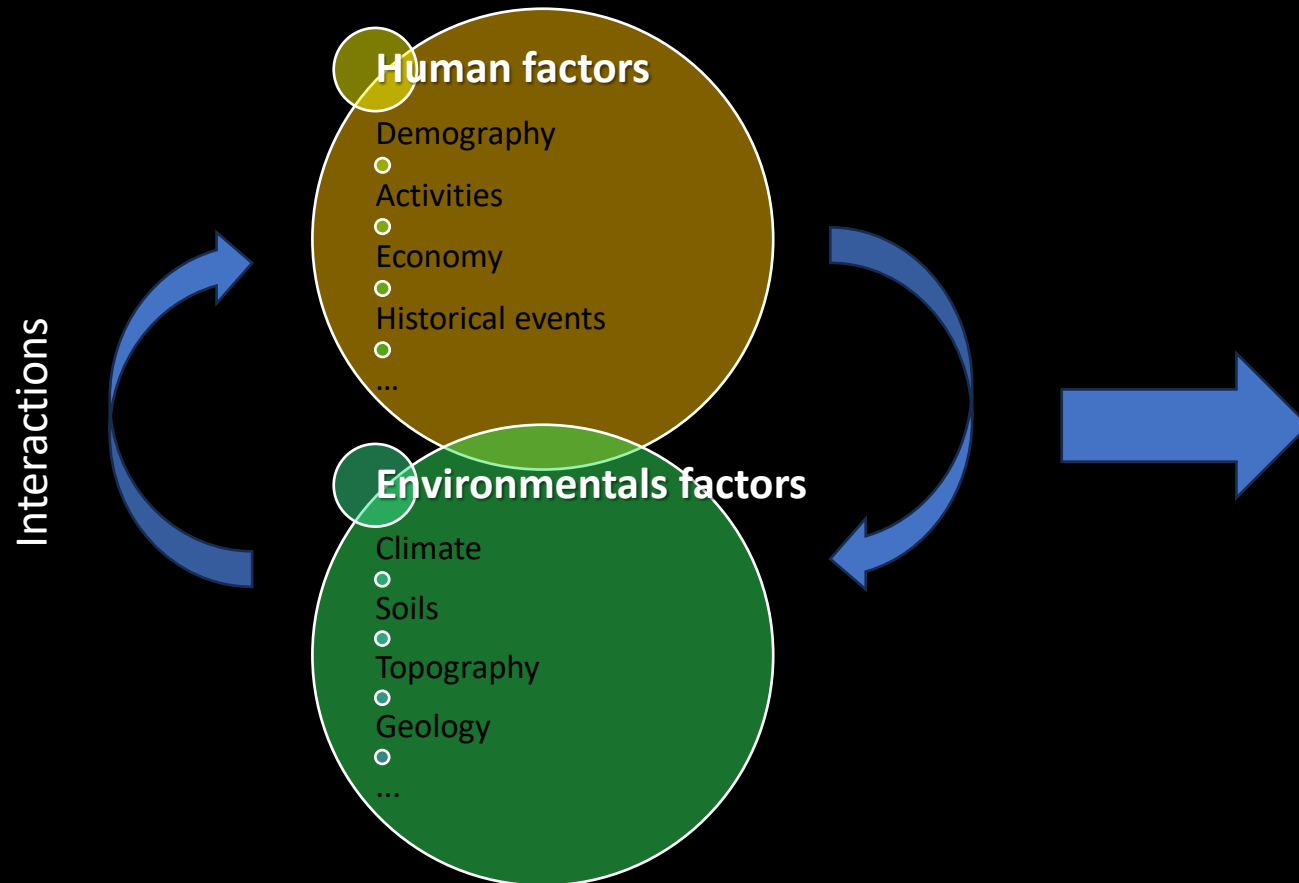 Interactions
Human factors
Demography
Activities
Economy
Historical events
...
Environmentals factors
Climate
Soils
Topography
Geology
...